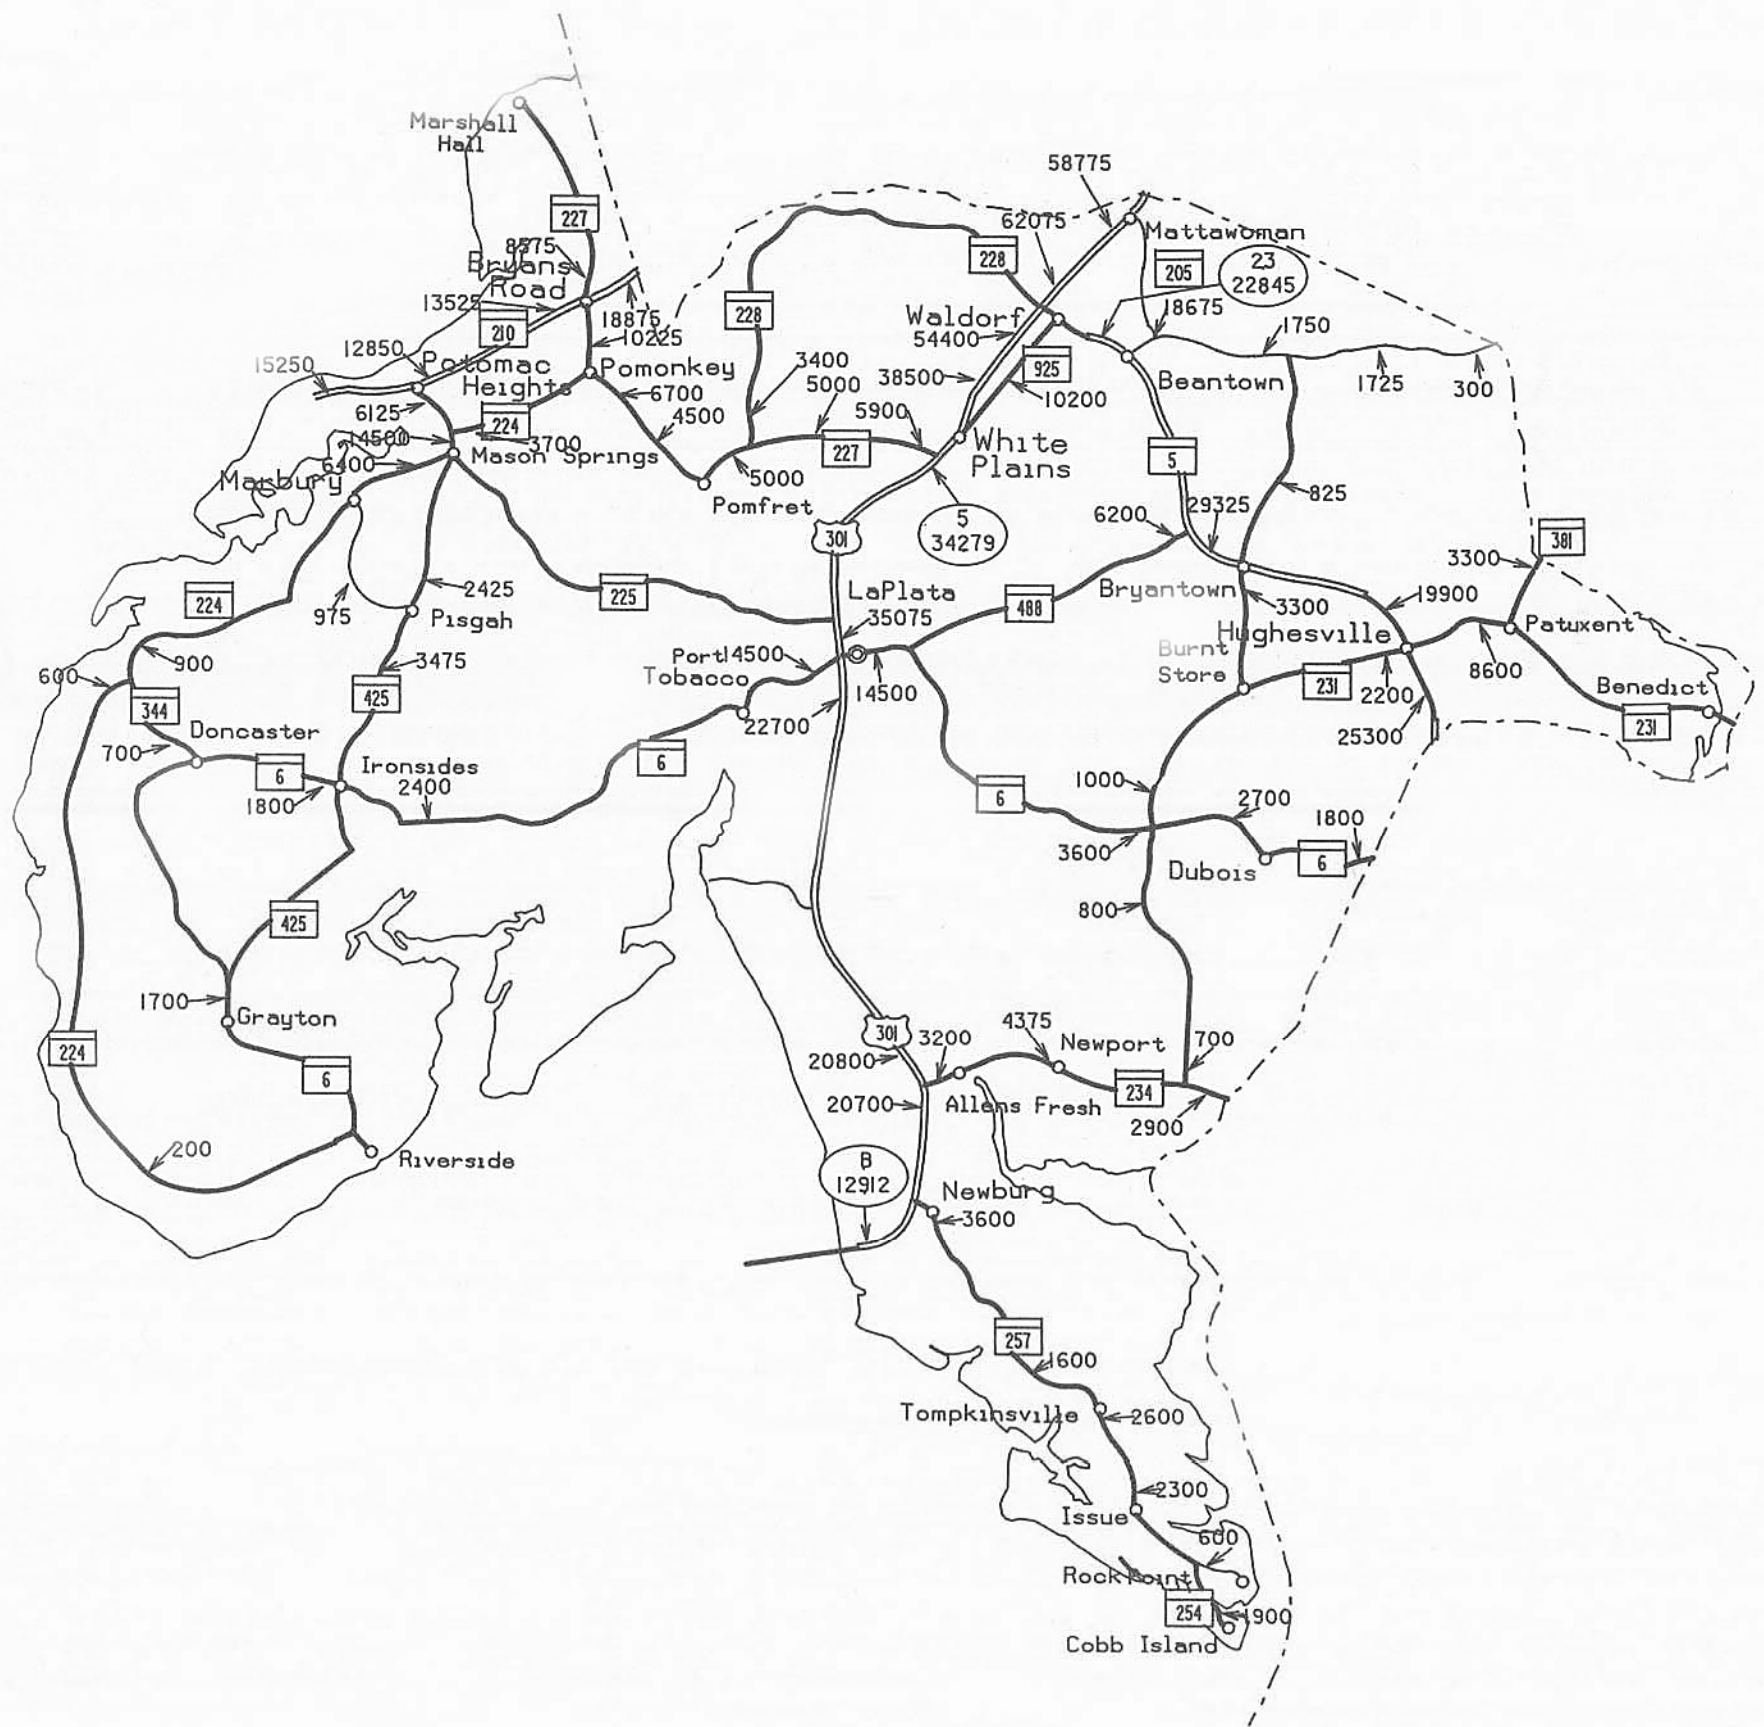 Marshall
Hall
58775
227
62075
Mattawoman
8575
Bryans
Road
228
205
23
22845
13525
210
18875
10225
228
Waldorf
54400
18675
1750
15250
12850
Potomac
Heights
Pomonkey
6700
3400
5000
38500
925
10200
Beantown
1725
300
6125
224
3700
4500
5900
14500
6400
Mason Springs
227
White
Plains
5
Marbury
5000
Pomfret
825
6200
29325
301
5
34279
3300
381
224
975
2425
225
LaPlata
35075
488
Bryantown
3300
19900
Pisgah
Hughesville
Patuxent
900
3475
Port
14500
Tobacco
Burnt
Store
600
425
14500
231
2200
8600
Benedict
344
22700
25300
231
Doncaster
700
6
Ironsides
2400
1800
6
6
1000
2700
1800
3600
Dubois
6
425
800
1700
Grayton
301
20800
3200
4375
Newport
700
224
6
20700
Allens Fresh
234
2900
200
Riverside
B
12912
Newburg
3600
257
1600
Tompkinsville
2600
2300
Issue
600
Rock Point
254
1900
Cobb Island